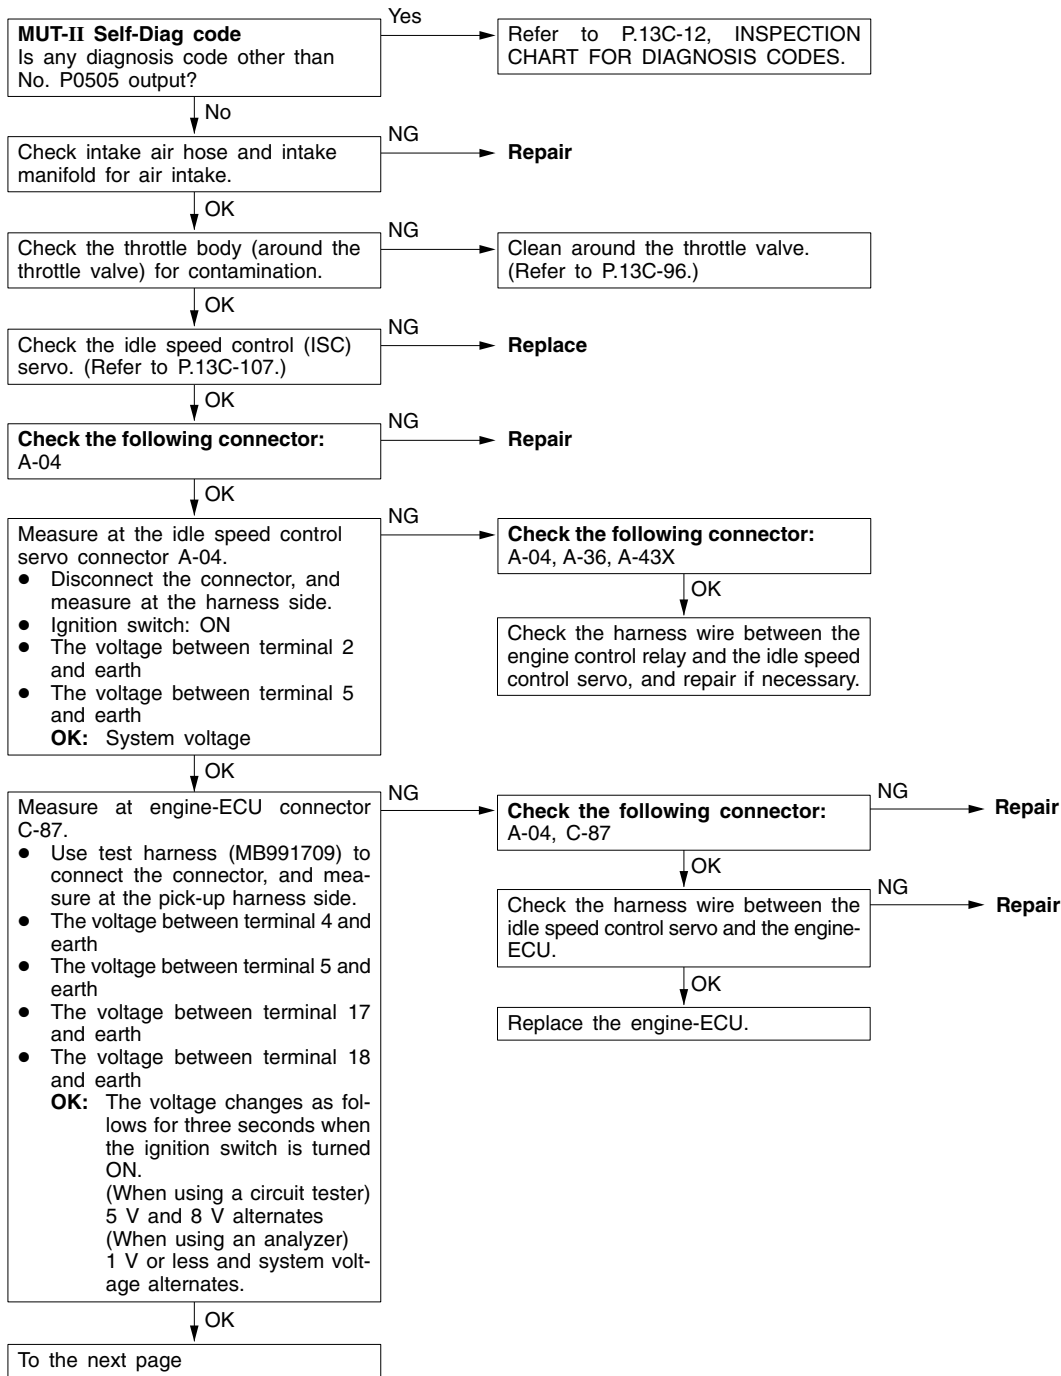 MUT-II Self-Diag code
Is any diagnosis code other than
No. P0505 output?
Yes
Refer to P.13C-12, INSPECTION
CHART FOR DIAGNOSIS CODES.
No
Check intake air hose and intake
manifold for air intake.
NG
Repair
OK
Check the throttle body (around the
throttle valve) for contamination.
NG
Clean around the throttle valve.
(Refer to P.13C-96.)
OK
Check the idle speed control (ISC)
servo. (Refer to P.13C-107.)
NG
Replace
OK
Check the following connector:
A-04
NG
Repair
OK
Measure at the idle speed control
servo connector A-04.
● Disconnect the connector, and
measure at the harness side.
● Ignition switch: ON
● The voltage between terminal 2
and earth
● The voltage between terminal 5
and earth
OK: System voltage
NG
Check the following connector:
A-04, A-36, A-43X
OK
Check the harness wire between the
engine control relay and the idle speed
control servo, and repair if necessary.
OK
Measure at engine-ECU connector
C-87.
● Use test harness (MB991709) to
connect the connector, and mea-
sure at the pick-up harness side.
● The voltage between terminal 4 and
earth
● The voltage between terminal 5 and
earth
● The voltage between terminal 17
and earth
● The voltage between terminal 18
and earth
OK: The voltage changes as fol-
lows for three seconds when
the ignition switch is turned
ON.
(When using a circuit tester)
5 V and 8 V alternates
(When using an analyzer)
1 V or less and system volt-
age alternates.
NG
Check the following connector:
A-04, C-87
NG
Repair
OK
Check the harness wire between the
idle speed control servo and the engine-
ECU.
NG
Repair
OK
Replace the engine-ECU.
OK
To the next page